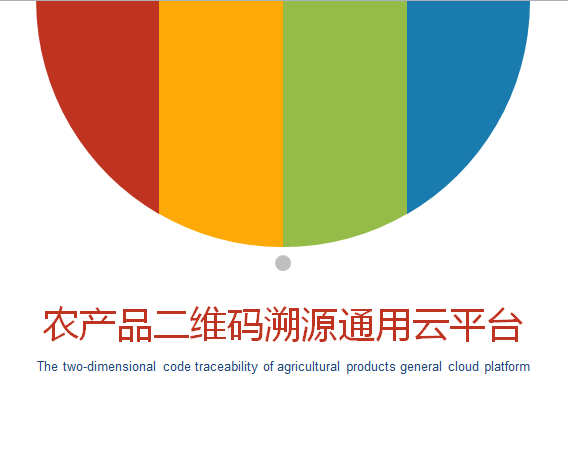 农产品二维码溯源通用云平台
The two-dimensional code traceability of agricultural products general cloud platform